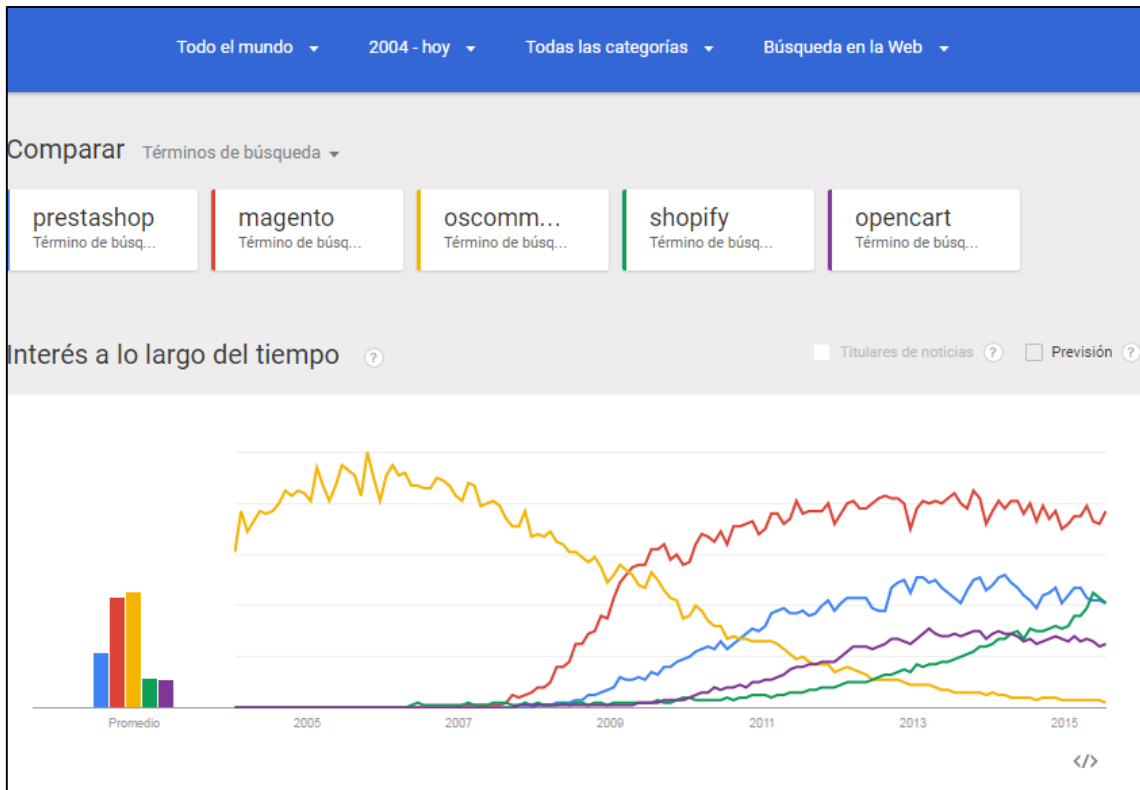 Todo el mundo 2004 - hoy Todas las categorías Búsqueda en la Web
Comparar Términos de búsqueda
prestashop magento oscomm... shopify opencart
Término de búsq... Término de búsq... Término de búsq... Término de búsq... Término de búsq...
Interés a lo largo del tiempo ? Titulares de noticias ? Previsión ?
Promedio 2005 2007 2009 2011 2013 2015
</>